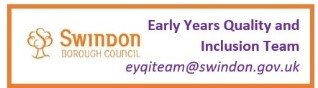 SWINDON
BOROUGH COUNCIL
Early Years Quality and
Inclusion Team
eyqiteam@swindon.gov.uk